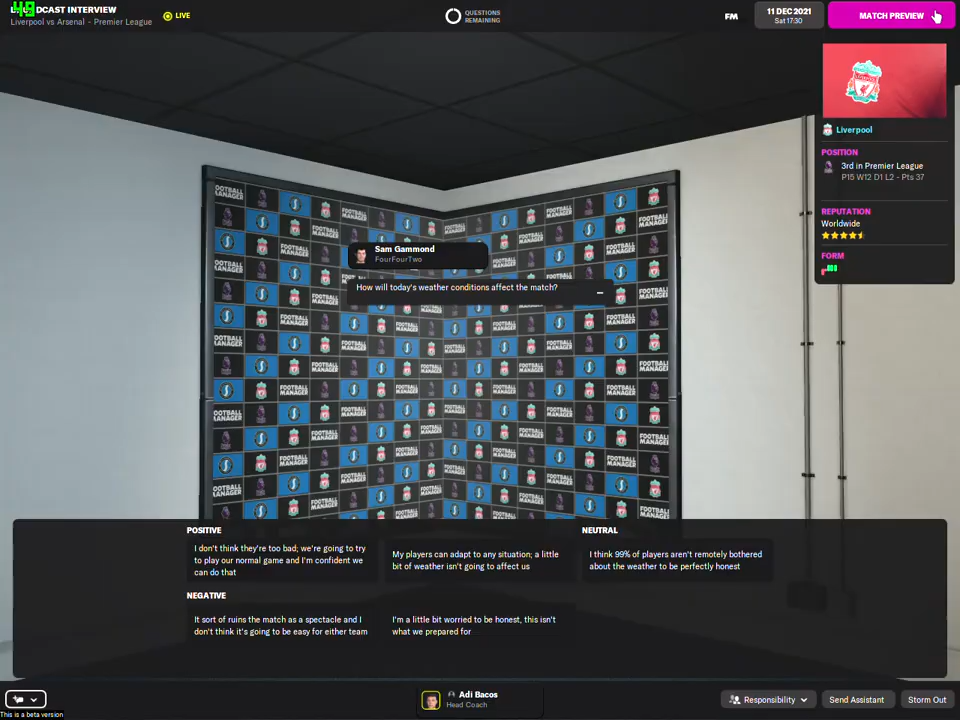 49
DCAST INTERVIEW
Liverpool vs Arsenal - Premier League
LIVE
QUESTIONS
REMAINING
FM
11 DEC 2021
Sat 17:30
MATCH PREVIEW
Liverpool
POSITION
3rd in Premier League
P15 W12 D1 L2 - Pts 37
REPUTATION
Worldwide
FORM
FOOTBALL MANAGER
Sam Gammond
FourFourTwo
How will today's weather conditions affect the match?
POSITIVE
I don't think they're too bad; we're going to try
to play our normal game and I'm confident we
can do that
My players can adapt to any situation; a little
bit of weather isn't going to affect us
NEUTRAL
I think 99% of players aren't remotely bothered
about the weather to be perfectly honest
NEGATIVE
It sort of ruins the match as a spectacle and I
don't think it's going to be easy for either team
I'm a little bit worried to be honest, this isn't
what we prepared for
Adi Bacos
Head Coach
Responsibility
Send Assistant
Storm Out
This is a beta version